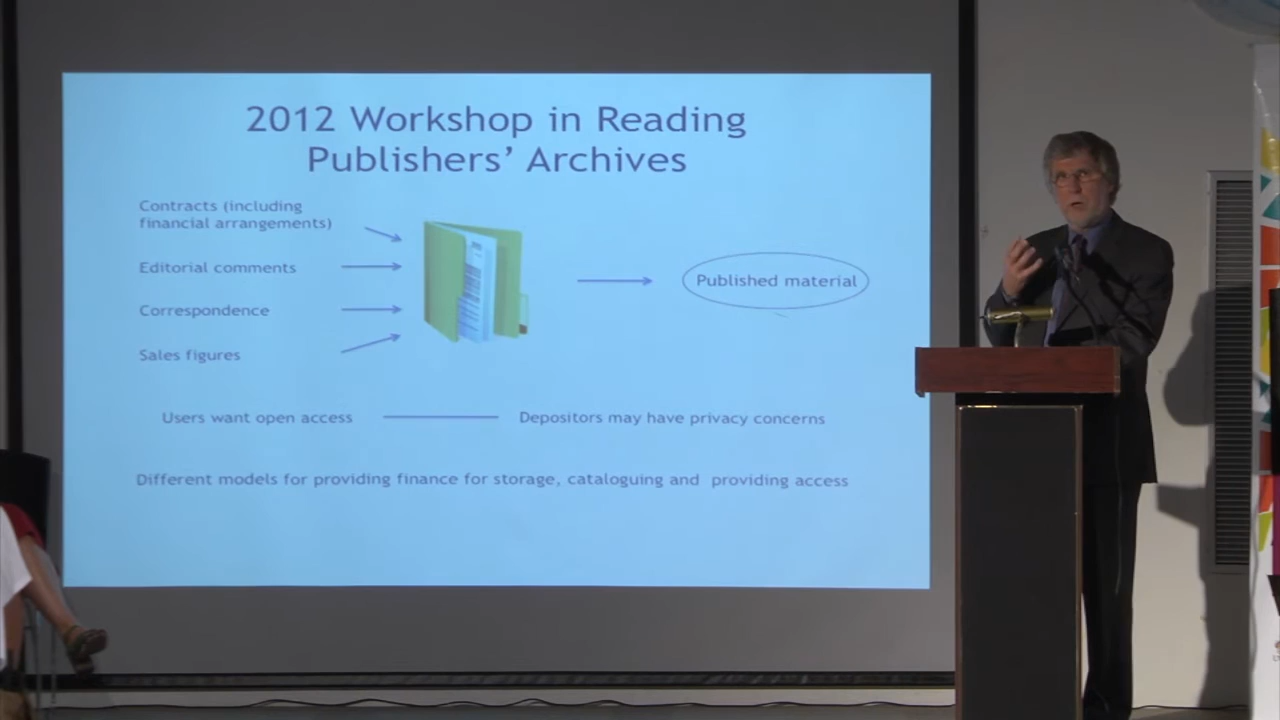 2012 Workshop in Reading
Publishers’ Archives
Contracts (including
financial arrangements)
Editorial comments
Correspondence
Sales figures
Published material
Users want open access
Depositors may have privacy concerns
Different models for providing finance for storage, cataloguing and providing access